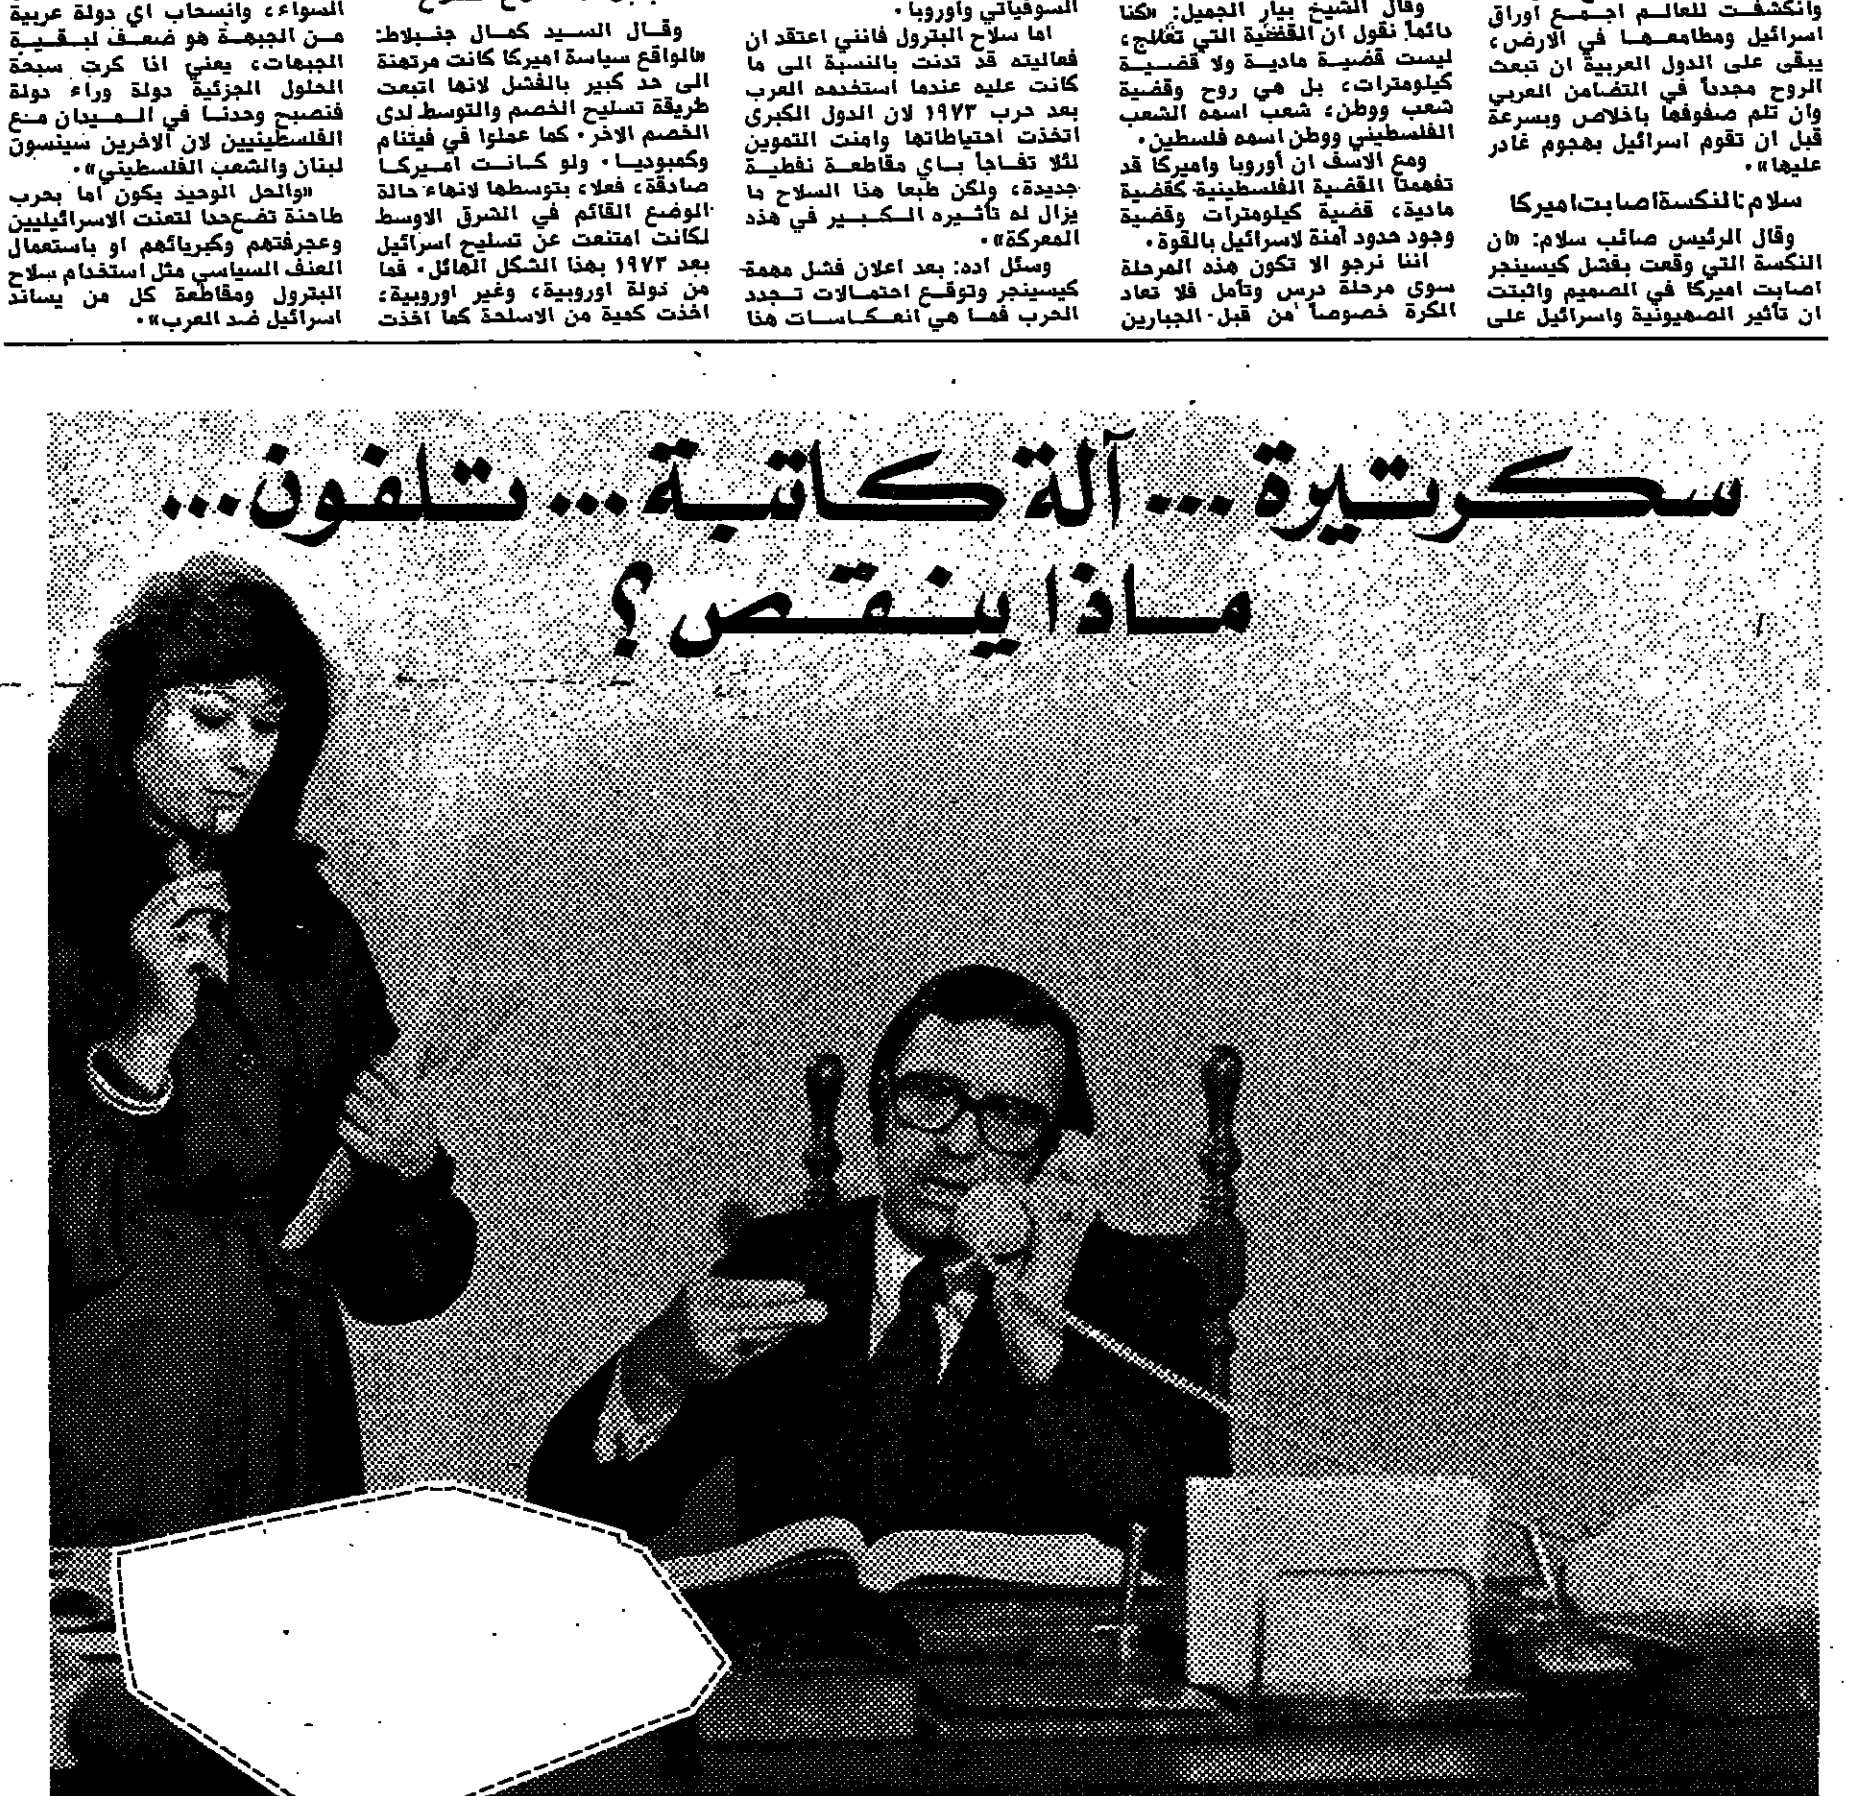 وانكشفت للعالم اجمع أوراق
اسرائيل ومطامعها في الارض،
يبقى على الدول العربية ان تبعث
الروح مجدداً في التضامن العربي
وان تلم صفوفها باخلاص وبسرعة
قبل ان تقوم اسرائيل بهجوم غادر
عليها».
سلام: النكسة اصابت اميركا
وقال الرئيس صائب سلام: «ان
النكسة التي وقعت بفشل كيسينجر
اصابت اميركا في الصميم واثبتت
ان تأثير الصهيونية واسرائيل على
وقال الشيخ بيار الجميل: «كنا
دائماً نقول ان القضية التي تعالج،
ليست قضية مادية ولا قضية
كيلومترات، بل هي روح وقضية
شعب ووطن؛ شعب اسمه الشعب
الفلسطيني ووطن اسمه فلسطين.
ومع الاسف ان أوروبا واميركا قد
تفهمتا القضية الفلسطينية كقضية
مادية، قضية كيلومترات وقضية
وجود حدود آمنة لاسرائيل بالقوة.
اننا نرجو الا تكون هذه المرحلة
سوى مرحلة درس وتأمل فلا تعاد
الكرة خصوصاً من قبل الجبارين
السوفياتي وأوروبا.
اما سلاح البترول فانني اعتقد ان
فعاليته قد تدنت بالنسبة الى ما
كانت عليه عندما استخدمه العرب
بعد حرب ١٩٧٣ لان الدول الكبرى
اتخذت احتياطاتها وامنت التموين
لئلا تفاجأ باي مقاطعة نفطية
جديدة، ولكن طبعا هذا السلاح ما
يزال له تأثيره الكبير في هذه
المعركة».
وسئل اده: بعد اعلان فشل مهمة
كيسينجر وتوقع احتمالات تجدد
الحرب فما هي انعكاسات هذا
وقال السيد كمال جنبلاط:
«الواقع سياسة اميركا كانت مرتهنة
الى حد كبير بالفشل لانها اتبعت
طريقة تسليح الخصم والتوسط لدى
الخصم الاخر. كما عملوا في فيتنام
وكمبوديا. ولو كانت اميركا
صادقة، فعلا، بتوسطها لانهاء حالة
الوضع القائم في الشرق الاوسط
لكانت امتنعت عن تسليح اسرائيل
بعد ١٩٧٣ بهذا الشكل الهائل. فما
من دولة اوروبية، وغير اوروبية،
اخذت كمية من الاسلحة كما اخذت
السواء، وانسحاب اي دولة عربية
من الجبهة هو ضعف لبقية
الجبهات، يعني اذا كرت سبحة
الحلول الجزئية دولة وراء دولة
فنصبح وحدنا في الميدان مع
الفلسطينيين لان الآخرين سينسون
لبنان والشعب الفلسطيني».
«والحل الوحيد يكون اما بحرب
طاحنة تضع حدا لتعنت الاسرائيليين
وعجرفتهم وكبريائهم او باستعمال
العنف السياسي مثل استخدام سلاح
البترول ومقاطعة كل من يساند
اسرائيل ضد العرب».
سكرتيرة... آلة كاتبة... تلفون...
ماذا ينقص؟